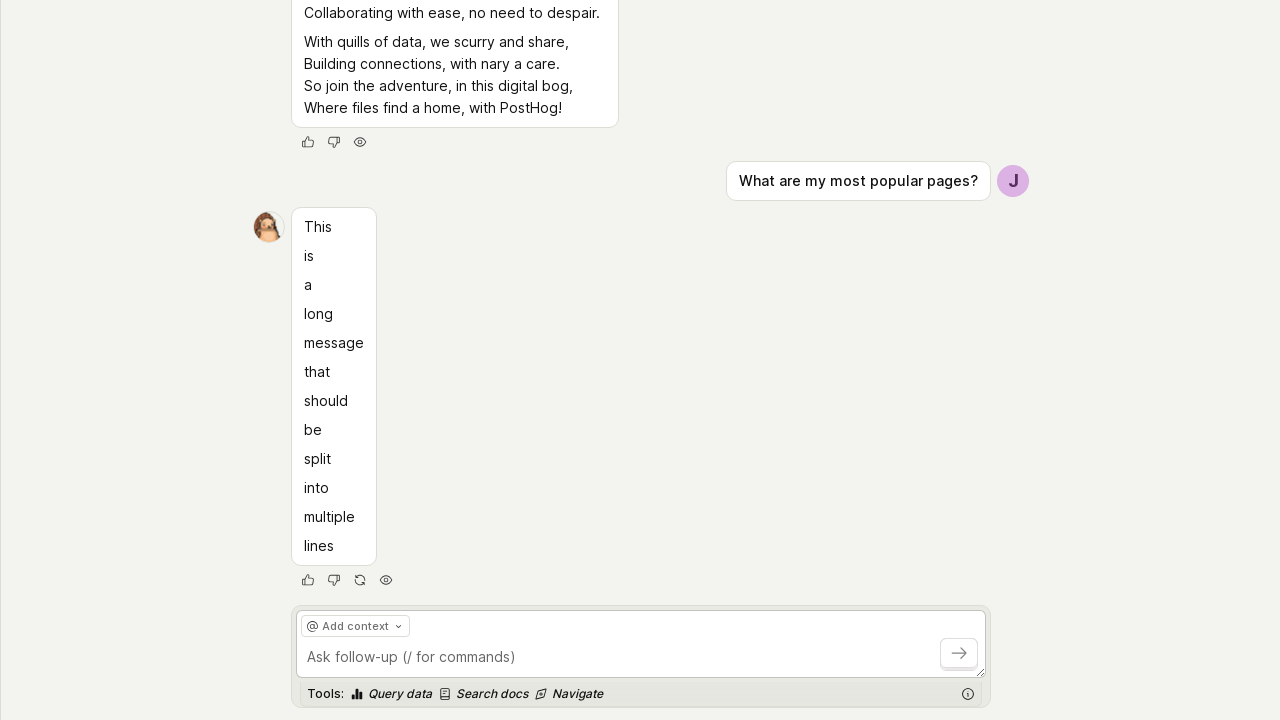 Collaborating with ease, no need to despair.
With quills of data, we scurry and share,
Building connections, with nary a care.
So join the adventure, in this digital bog,
Where files find a home, with PostHog!
What are my most popular pages?
J
This
is
a
long
message
that
should
be
split
into
multiple
lines
@ Add context
Ask follow-up (/ for commands)
Tools: Query data Search docs Navigate